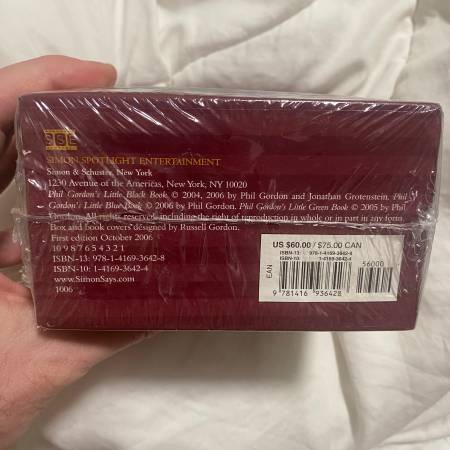 SSE
SIMON SPOTLIGHT ENTERTAINMENT
Simon & Schuster, New York
1230 Avenue of the Americas, New York, NY 10020
Phil Gordon's Little Black Book, © 2004, 2006 by Phil Gordon and Jonathan Grotenstein. Phil
Gordon's Little Blue Book © 2006 by Phil Gordon. Phil Gordon's Little Green Book © 2005 by Phil
Gordon. All rights reserved, including the right of reproduction in whole or in part in any form.
Box and book covers designed by Russell Gordon.
First edition October 2006
10 9 8 7 6 5 4 3 2 1
ISBN-13: 978-1-4169-3642-8
ISBN-10: 1-4169-3642-4
www.SimonSays.com
1006
US $60.00 / $75.00 CAN
ISBN-13: 978-1-4169-3642-8
ISBN-10: 1-4169-3642-4
EAN
56000
9 781416 936428